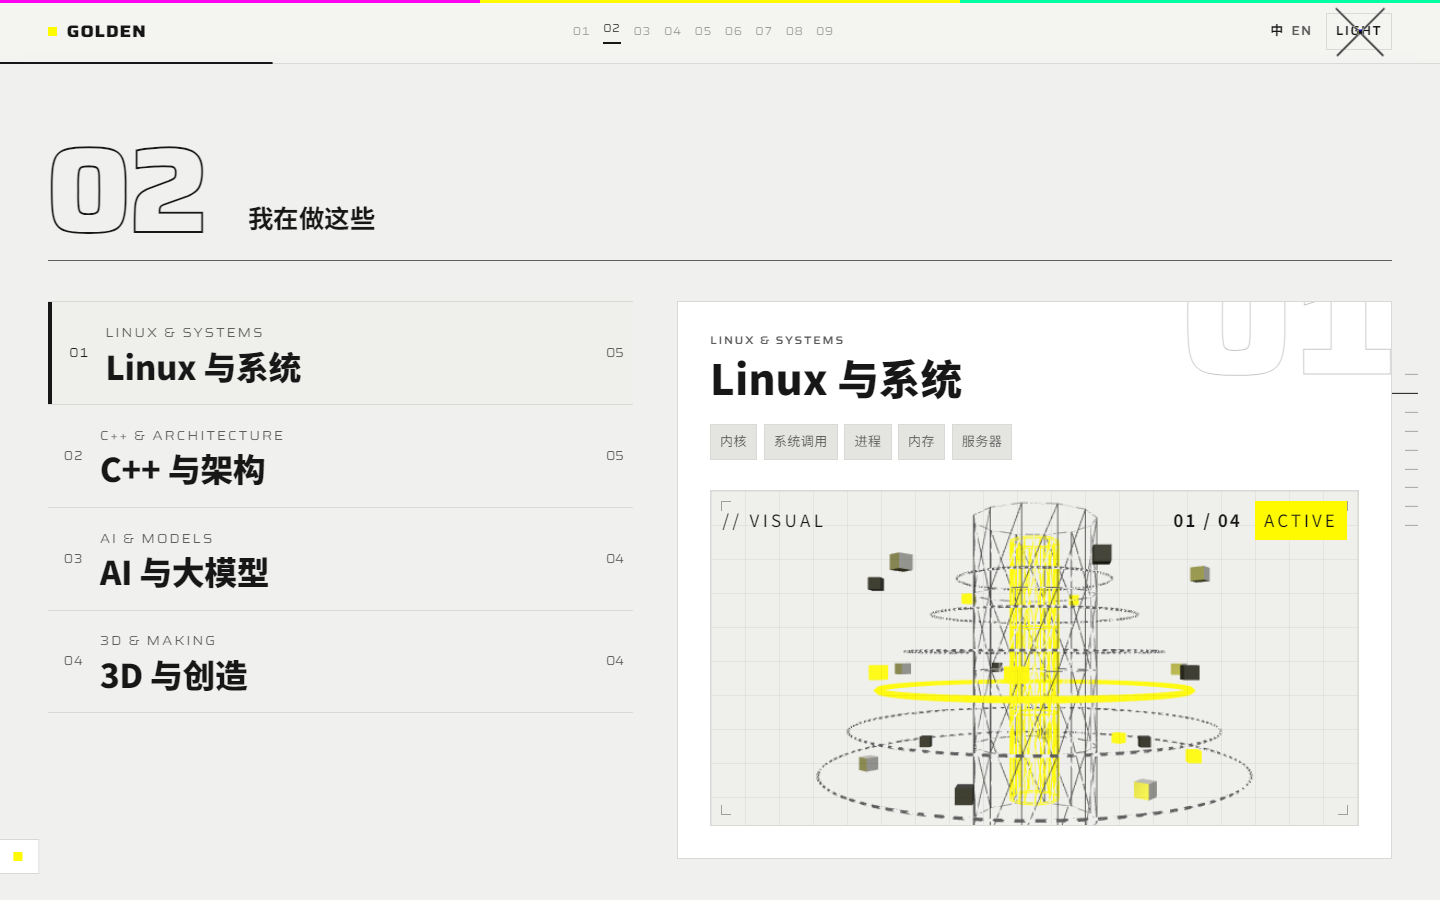 GOLDEN
01 02 03 04 05 06 07 08 09
中 EN LIGHT
02
我在做这些
LINUX & SYSTEMS
01 Linux 与系统 05
C++ & ARCHITECTURE
02 C++ 与架构 05
AI & MODELS
03 AI 与大模型 04
3D & MAKING
04 3D 与创造 04
01
LINUX & SYSTEMS
Linux 与系统
内核 系统调用 进程 内存 服务器
// VISUAL 01 / 04 ACTIVE